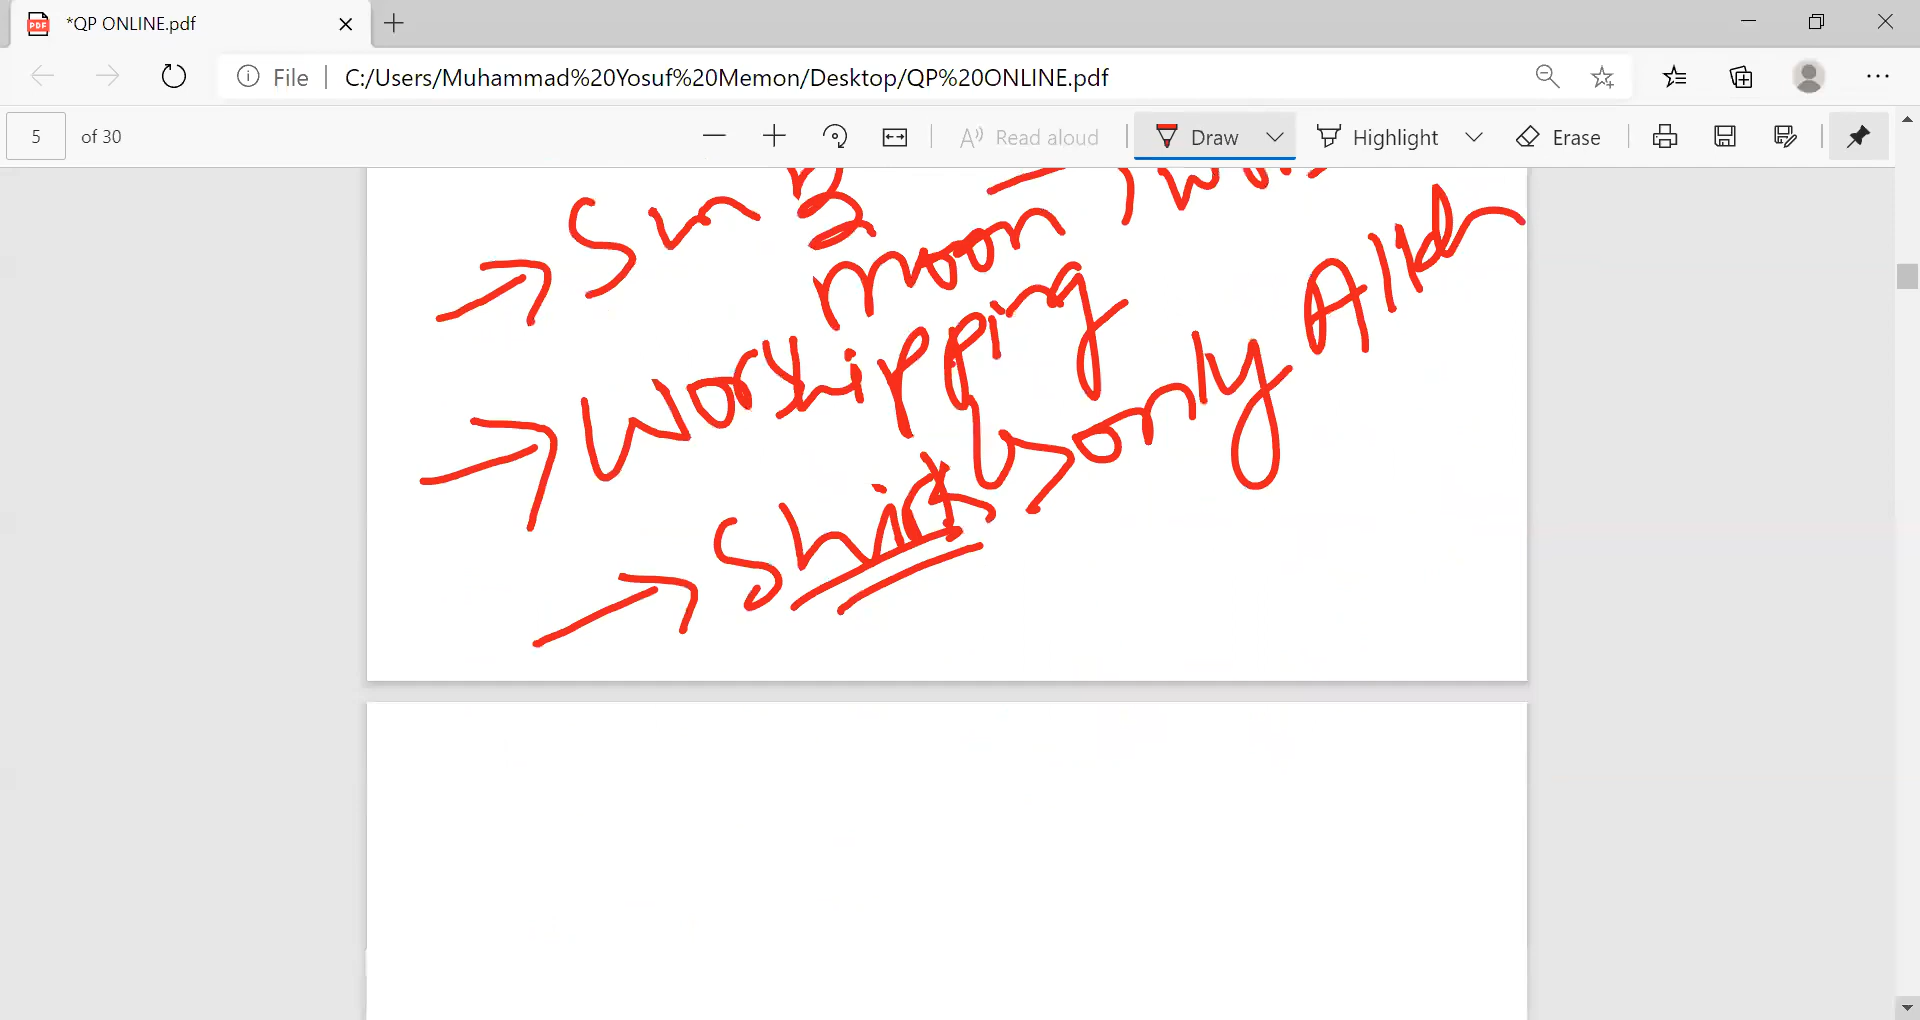 *QP ONLINE.pdf
File | C:/Users/Muhammad%20Yosuf%20Memon/Desktop/QP%20ONLINE.pdf
5 of 30
Read aloud
Draw
Highlight
Erase
→ Sun &
moon
→ Worshipping
↳ only Allah
→ Shirk